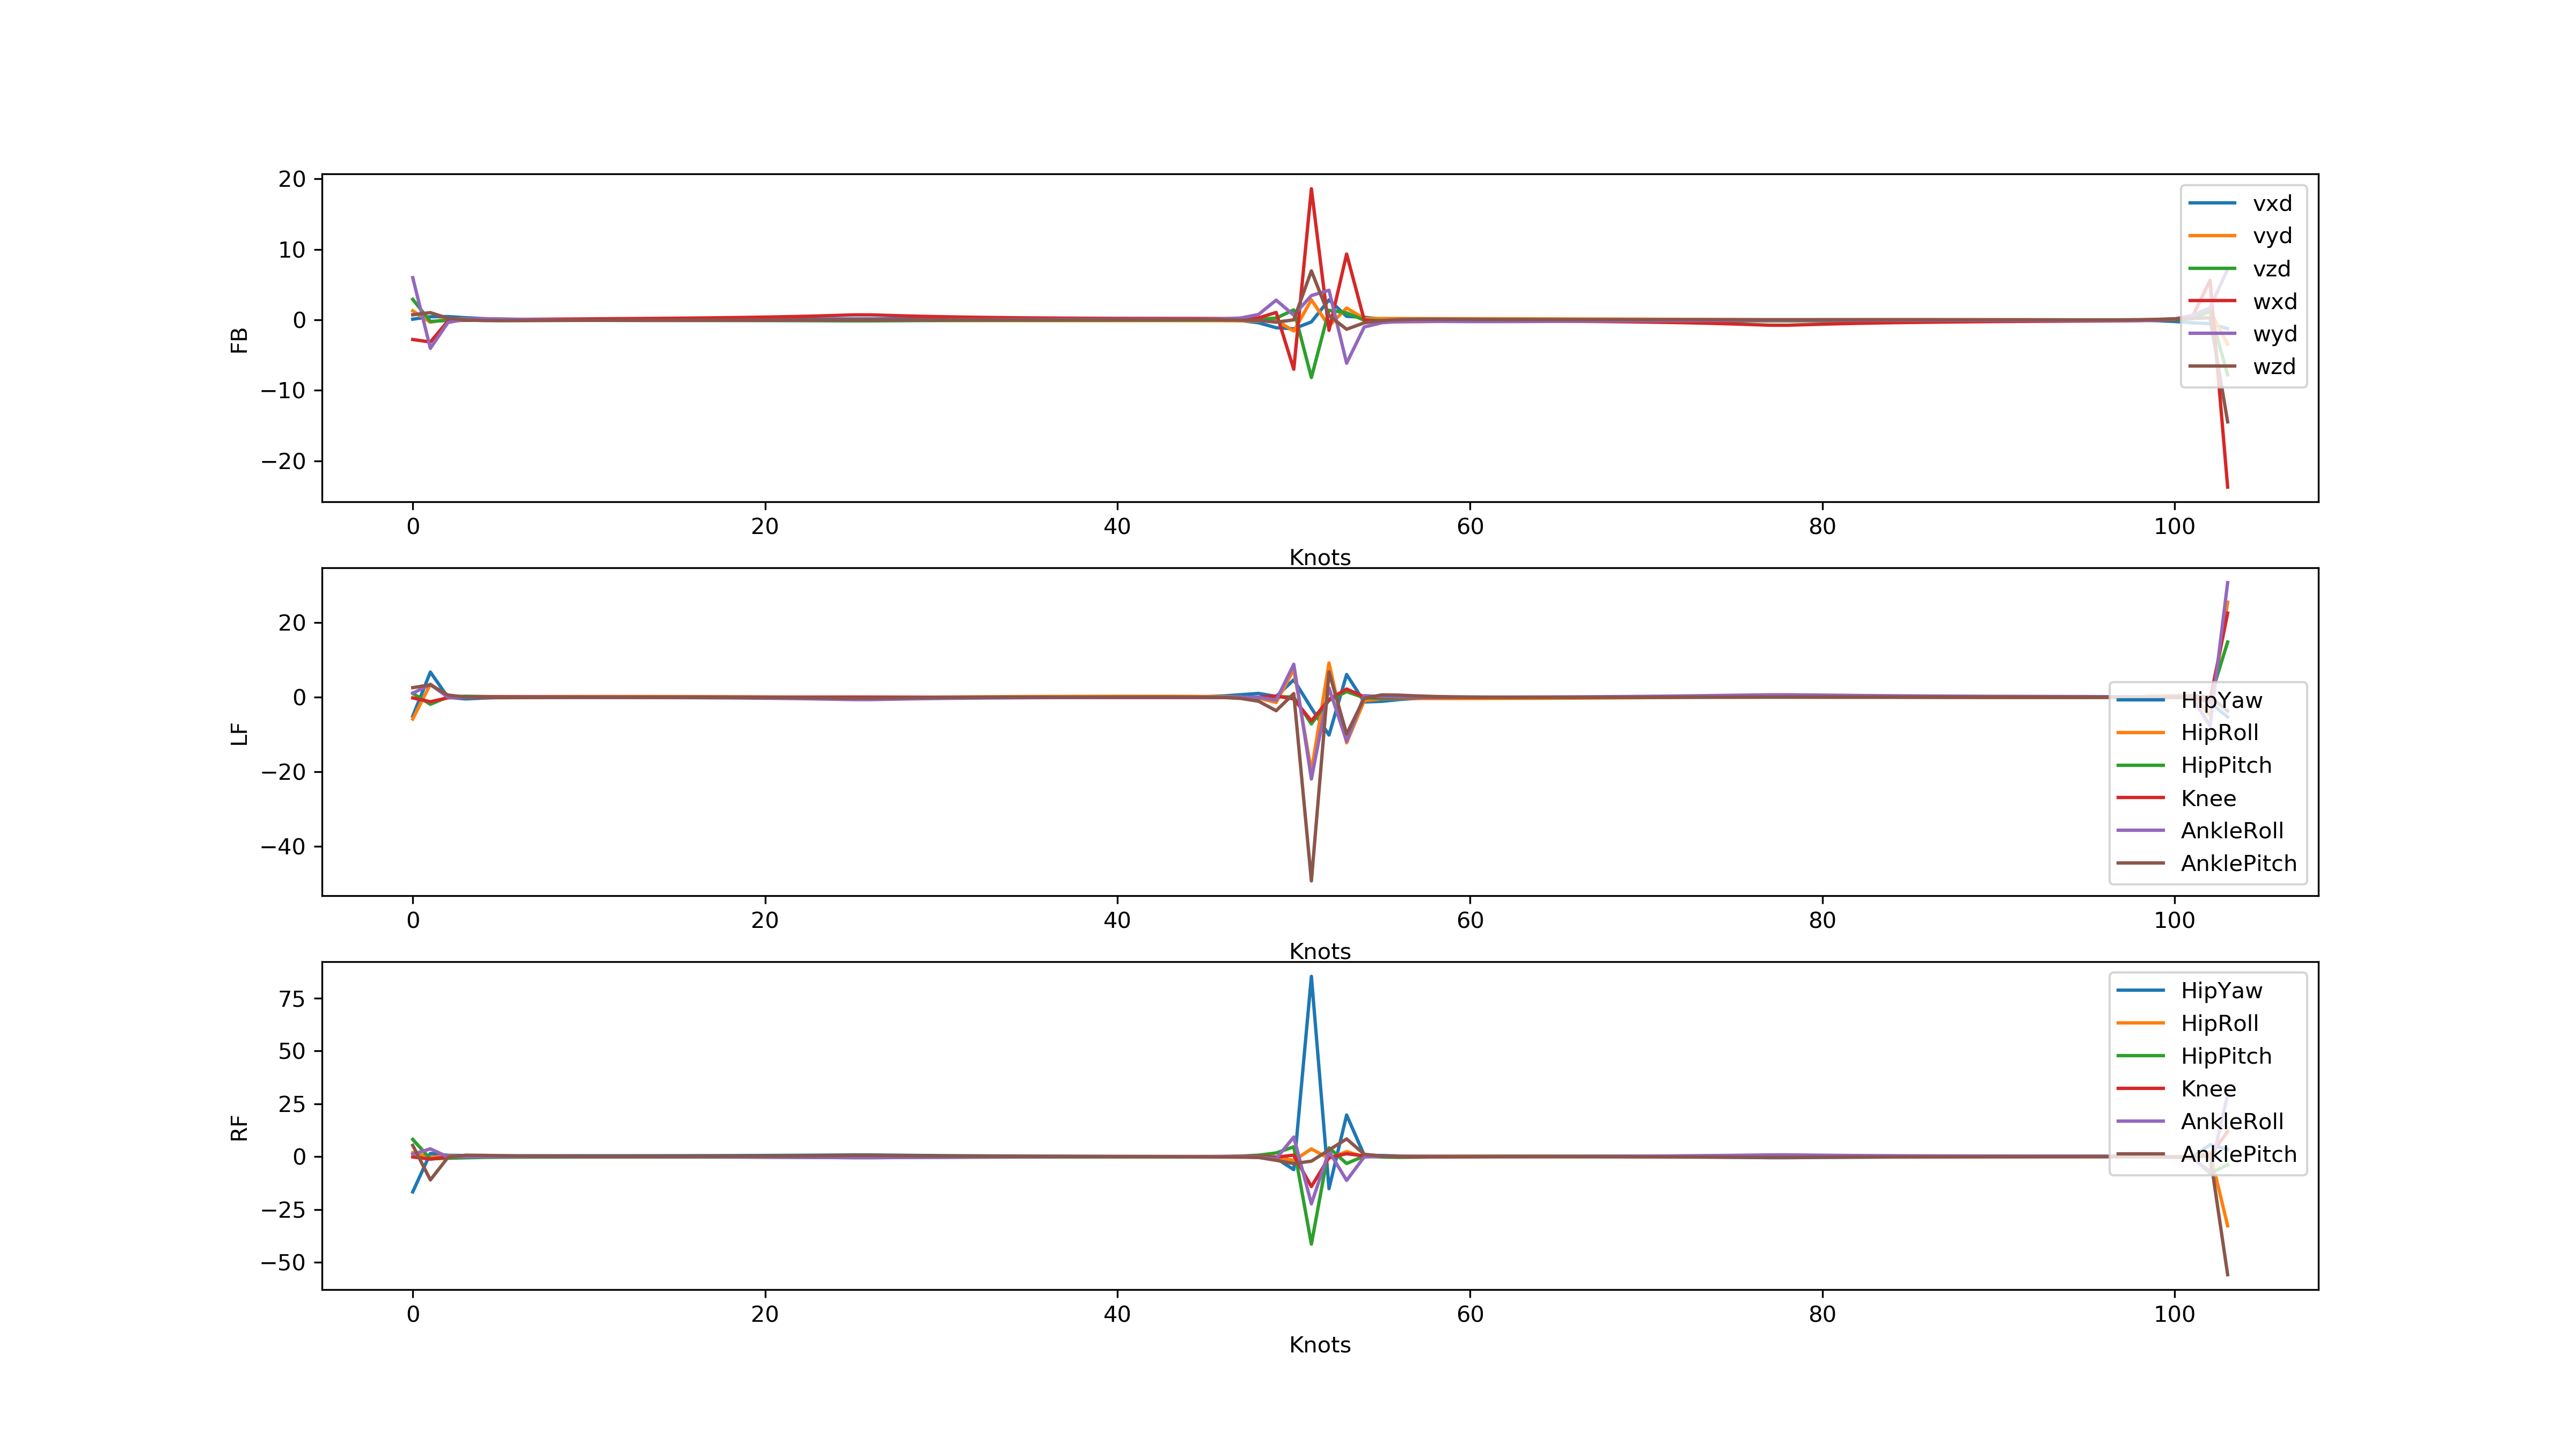 20
10
0
−10
−20
FB
vxd
vyd
vzd
wxd
wyd
wzd
0 20 40 60 80 100
Knots
20
0
−20
−40
LF
HipYaw
HipRoll
HipPitch
Knee
AnkleRoll
AnklePitch
0 20 40 60 80 100
Knots
75
50
25
0
−25
−50
RF
HipYaw
HipRoll
HipPitch
Knee
AnkleRoll
AnklePitch
0 20 40 60 80 100
Knots